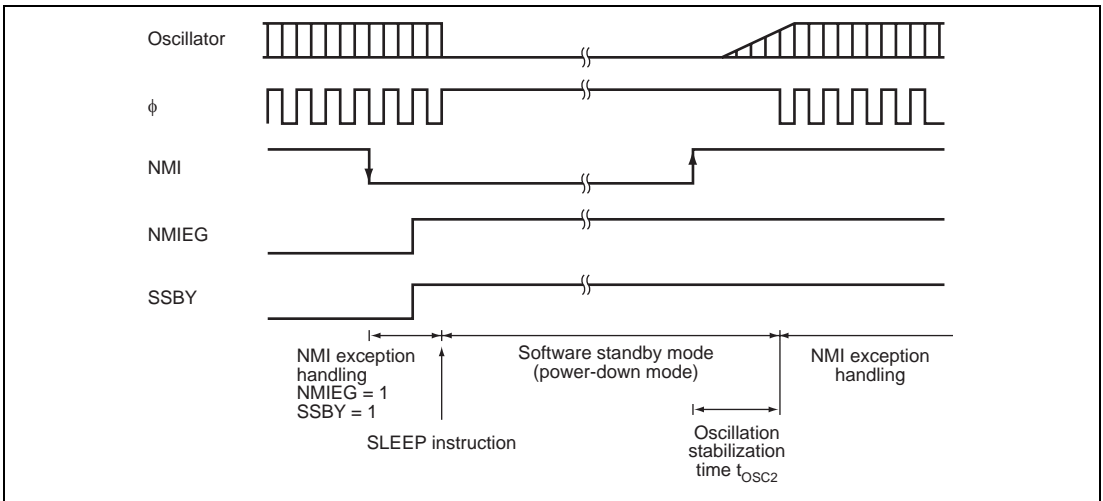 Oscillator
ϕ
NMI
NMIEG
SSBY
NMI exception
handling
NMIEG = 1
SSBY = 1
SLEEP instruction
Software standby mode
(power-down mode)
Oscillation
stabilization
time tOSC2
NMI exception
handling